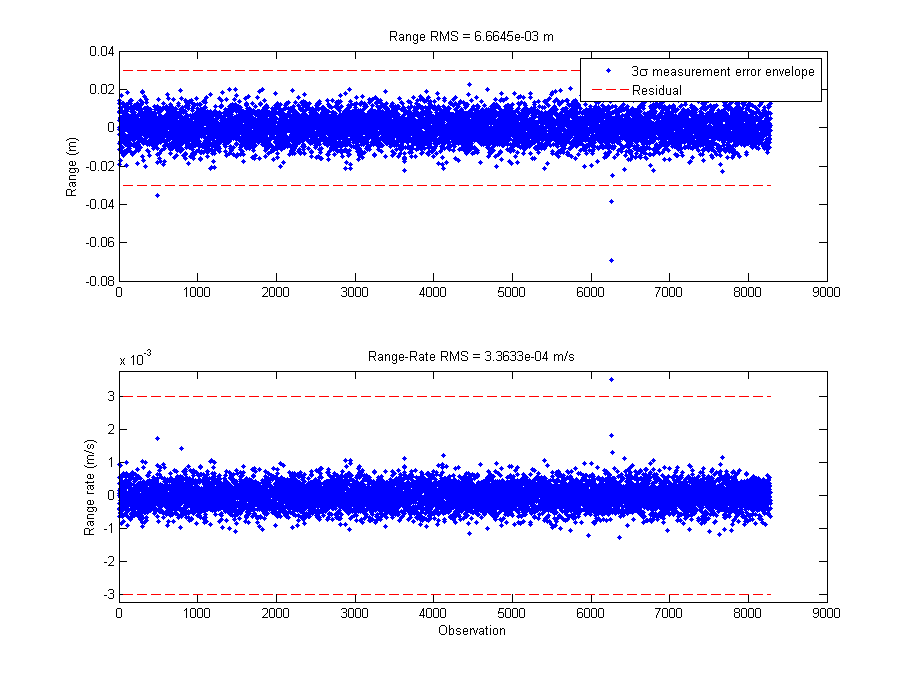 Range RMS = 6.6645e-03 m
0.04
0.02
0
-0.02
-0.04
-0.06
-0.08
Range (m)
3σ measurement error envelope
Residual
0 1000 2000 3000 4000 5000 6000 7000 8000 9000
Range-Rate RMS = 3.3633e-04 m/s
x 10^-3
3
2
1
0
-1
-2
-3
Range rate (m/s)
0 1000 2000 3000 4000 5000 6000 7000 8000 9000
Observation